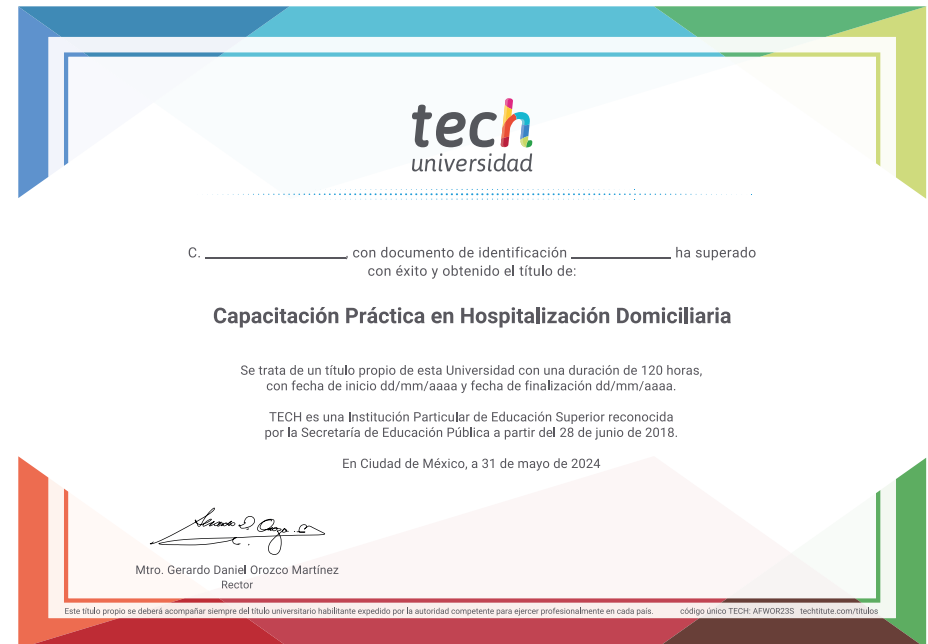 tech
universidad
C. ____________, con documento de identificación ____________ ha superado
con éxito y obtenido el título de:
Capacitación Práctica en Hospitalización Domiciliaria
Se trata de un título propio de esta Universidad con una duración de 120 horas,
con fecha de inicio dd/mm/aaaa y fecha de finalización dd/mm/aaaa.
TECH es una Institución Particular de Educación Superior reconocida
por la Secretaría de Educación Pública a partir del 28 de junio de 2018.
En Ciudad de México, a 31 de mayo de 2024
Mtro. Gerardo Daniel Orozco Martínez
Rector
Este título propio se deberá acompañar siempre del título universitario habilitante expedido por la autoridad competente para ejercer profesionalmente en cada país. código único TECH: AFWOR23S techtitute.com/titulos